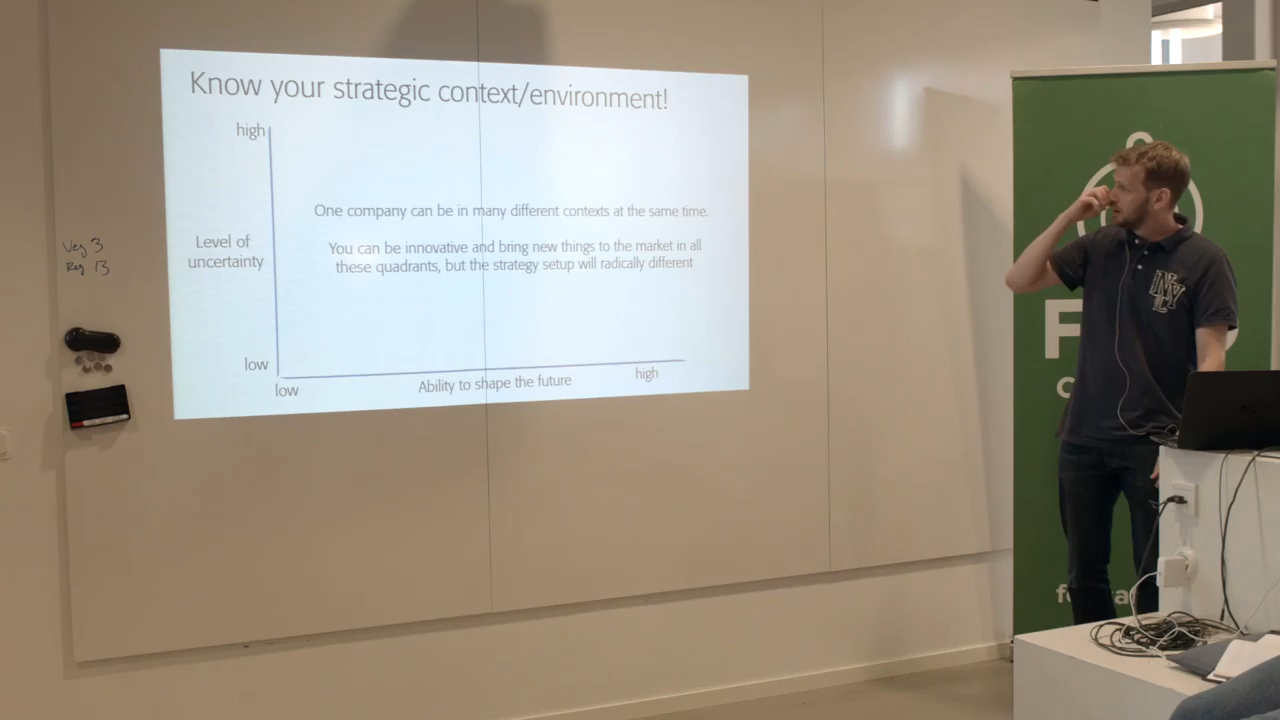 Know your strategic context/environment!
high
One company can be in many different contexts at the same time.
Level of
uncertainty
You can be innovative and bring new things to the market in all
these quadrants, but the strategy setup will radically different
low
low
Ability to shape the future
high
Veg 3
Reg 13
NY
F